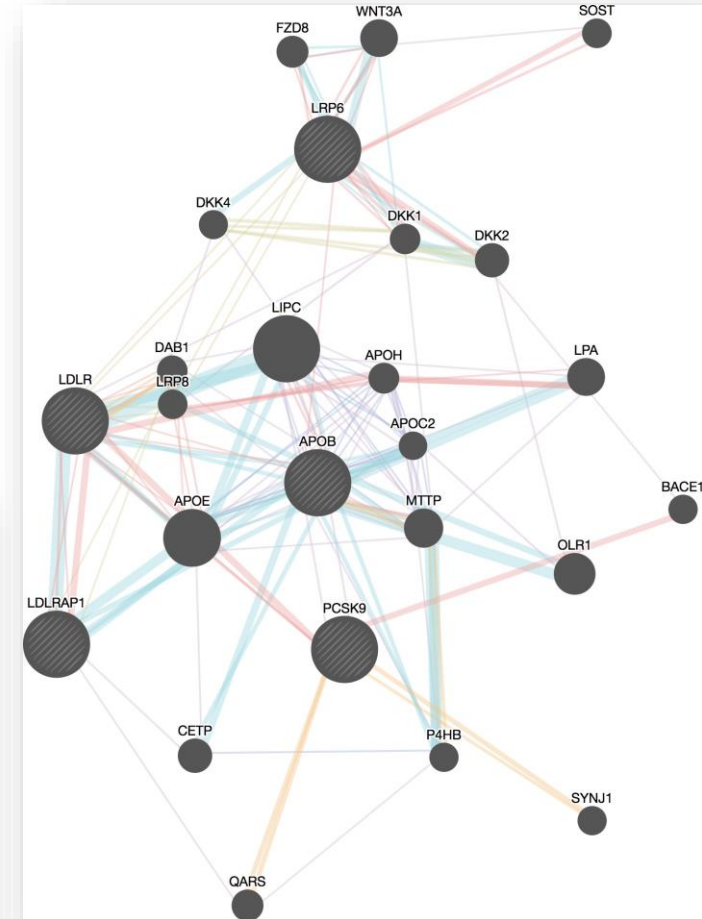 SOST
WNT3A
FZD8
LRP6
DKK4
DKK1
DKK2
LIPC
DAB1
APOH
LPA
LDLR
LRP8
APOC2
APOB
BACE1
APOE
MTTP
OLR1
LDLRAP1
PCSK9
CETP
P4HB
SYNJ1
QARS